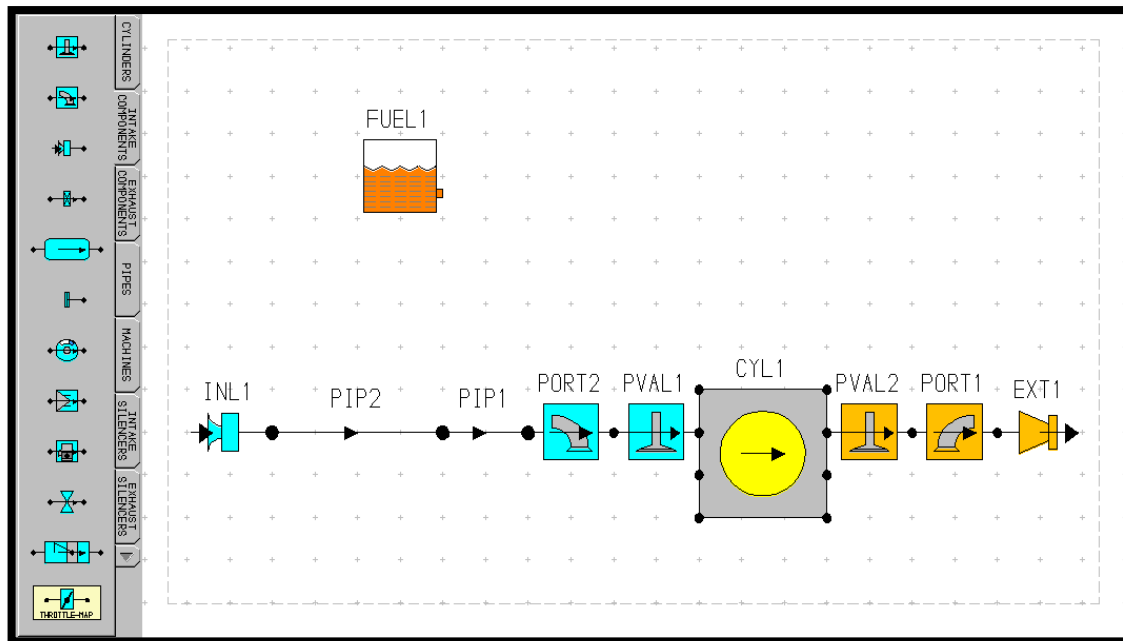 CYLINDERS
INTAKE
COMPONENTS
EXHAUST
COMPONENTS
PIPES
MACHINES
INTAKE
SILENCERS
EXHAUST
SILENCERS
THROTTLE-MAP
FUEL1
INL1
PIP2
PIP1
PORT2
PVAL1
CYL1
PVAL2
PORT1
EXT1